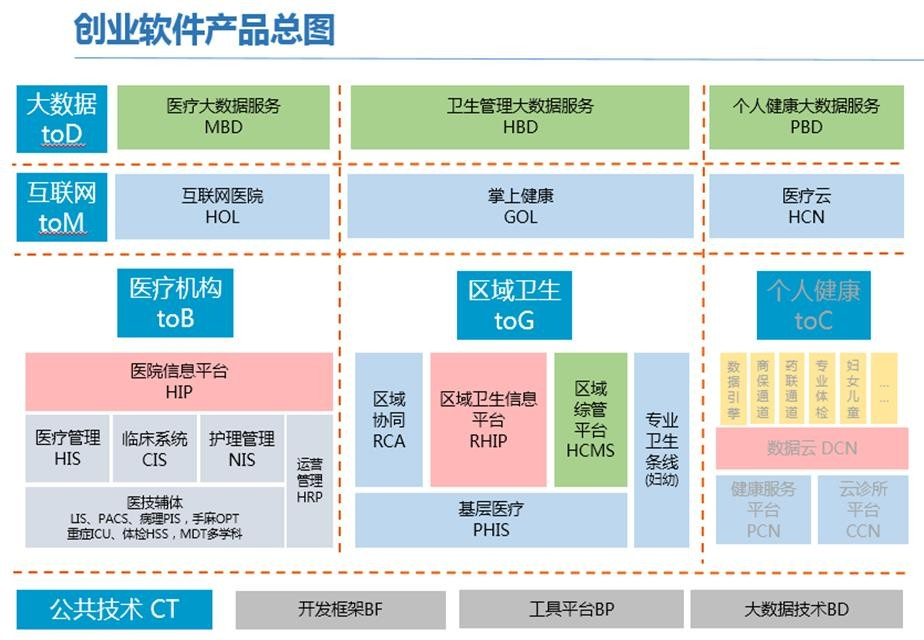 创业软件产品总图
大数据
toD
医疗大数据服务
MBD
卫生管理大数据服务
HBD
个人健康大数据服务
PBD
互联网
toM
互联网医院
HOL
掌上健康
GOL
医疗云
HCN
医疗机构
toB
区域卫生
toG
个人健康
toC
医院信息平台
HIP
医疗管理
HIS
临床系统
CIS
护理管理
NIS
运营
管理
HRP
医技辅体
LIS、PACS、病理PIS，手麻OPT
重症ICU、体检HSS，MDT多学科
区域
协同
RCA
区域卫生信息
平台
RHIP
区域
综管
平台
HCMS
专业
卫生
条线
(妇幼)
基层医疗
PHIS
数据引擎
商保通道
药联通道
专业体检
妇女儿童
……
数据云 DCN
健康服务
平台
PCN
云诊所
平台
CCN
公共技术 CT
开发框架BF
工具平台BP
大数据技术BD